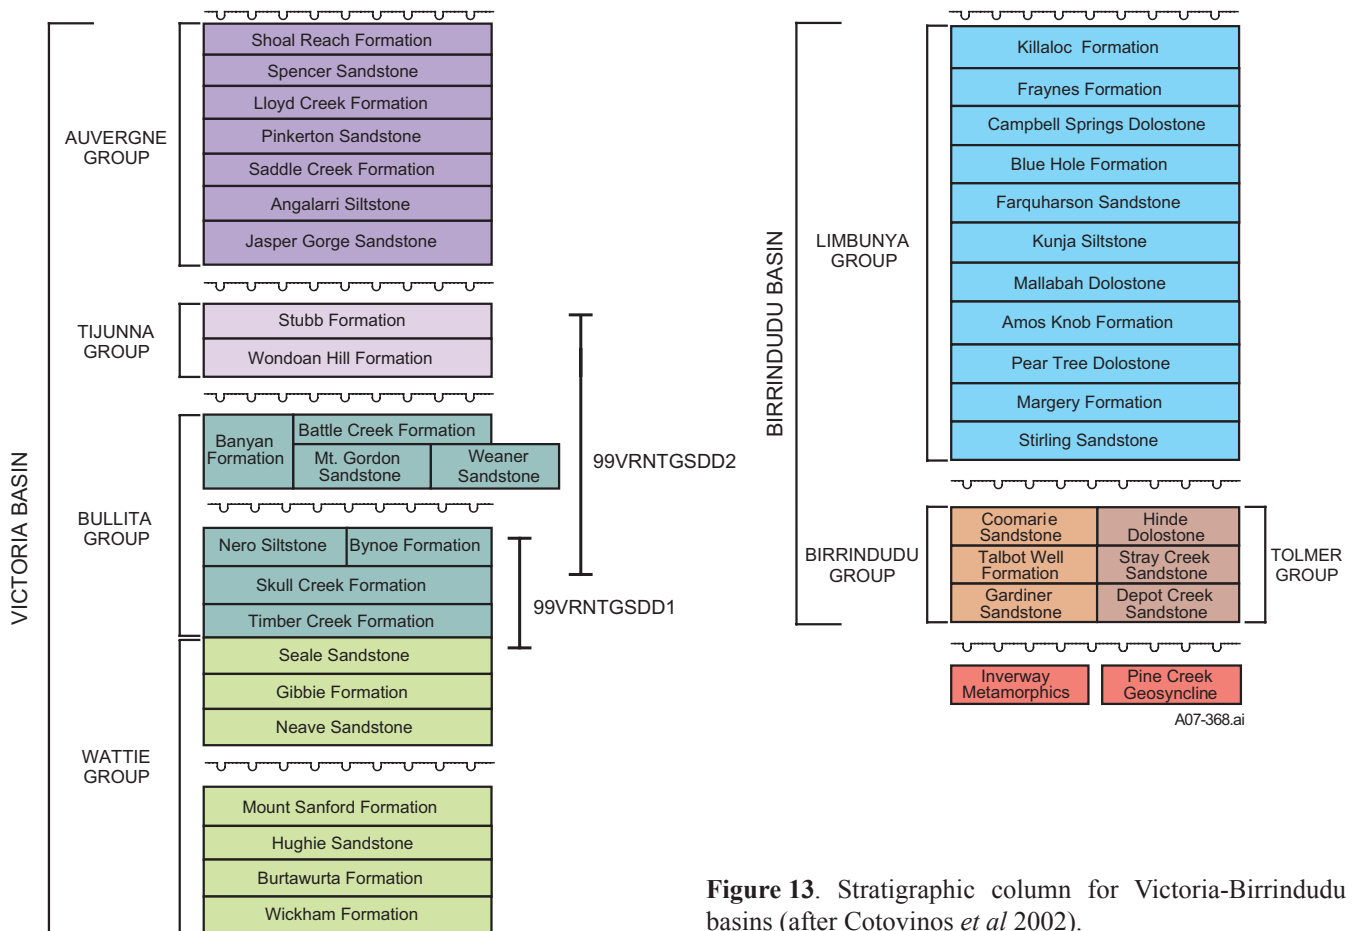 VICTORIA BASIN
AUVERGNE
GROUP
Shoal Reach Formation
Spencer Sandstone
Lloyd Creek Formation
Pinkerton Sandstone
Saddle Creek Formation
Angalarri Siltstone
Jasper Gorge Sandstone
TIJUNNA
GROUP
Stubb Formation
Wondoan Hill Formation
BULLITA
GROUP
Banyan
Formation
Battle Creek Formation
Mt. Gordon
Sandstone
Weaner
Sandstone
Nero Siltstone
Bynoe Formation
Skull Creek Formation
Timber Creek Formation
99VRNTGSDD2
99VRNTGSDD1
WATTIE
GROUP
Seale Sandstone
Gibbie Formation
Neave Sandstone
Mount Sanford Formation
Hughie Sandstone
Burtawurta Formation
Wickham Formation
BIRRINDUDU BASIN
LIMBUNYA
GROUP
Killaloc Formation
Fraynes Formation
Campbell Springs Dolostone
Blue Hole Formation
Farquharson Sandstone
Kunja Siltstone
Mallabah Dolostone
Amos Knob Formation
Pear Tree Dolostone
Margery Formation
Stirling Sandstone
BIRRINDUDU
GROUP
Coomarie
Sandstone
Talbot Well
Formation
Gardiner
Sandstone
Hinde
Dolostone
Stray Creek
Sandstone
Depot Creek
Sandstone
TOLMER
GROUP
Inverway
Metamorphics
Pine Creek
Geosyncline
A07-368.ai
Figure 13. Stratigraphic column for Victoria-Birrindudu
basins (after Cotovinos et al 2002).